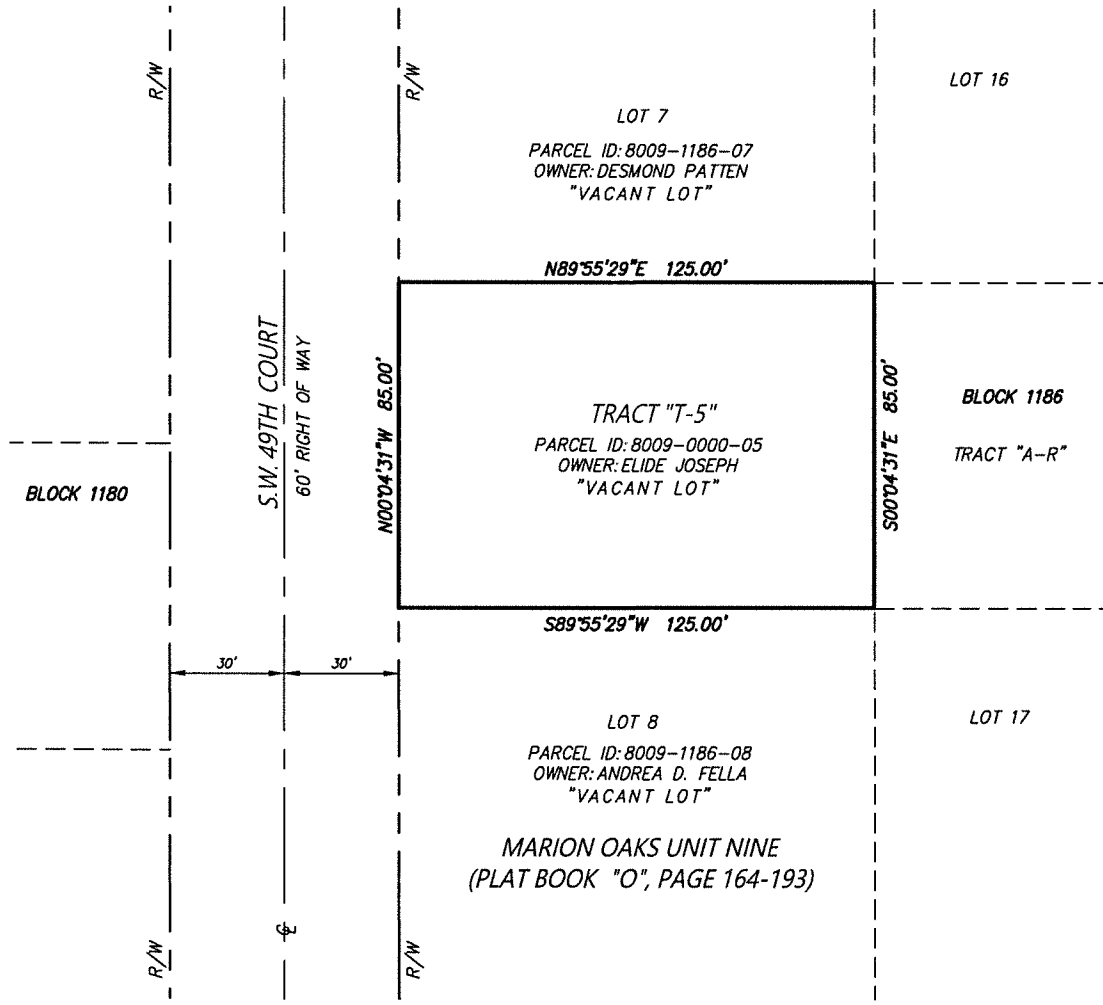 R/W
R/W
LOT 16
LOT 7
PARCEL ID: 8009-1186-07
OWNER: DESMOND PATTEN
"VACANT LOT"
N89°55'29"E 125.00'
S.W. 49TH COURT
60' RIGHT OF WAY
N00°04'31"W 85.00'
TRACT "T-5"
PARCEL ID: 8009-0000-05
OWNER: ELIDE JOSEPH
"VACANT LOT"
S00°04'31"E 85.00'
BLOCK 1186
TRACT "A-R"
BLOCK 1180
S89°55'29"W 125.00'
30'
30'
LOT 8
PARCEL ID: 8009-1186-08
OWNER: ANDREA D. FELLA
"VACANT LOT"
LOT 17
MARION OAKS UNIT NINE
(PLAT BOOK "O", PAGE 164-193)
℄
R/W
R/W